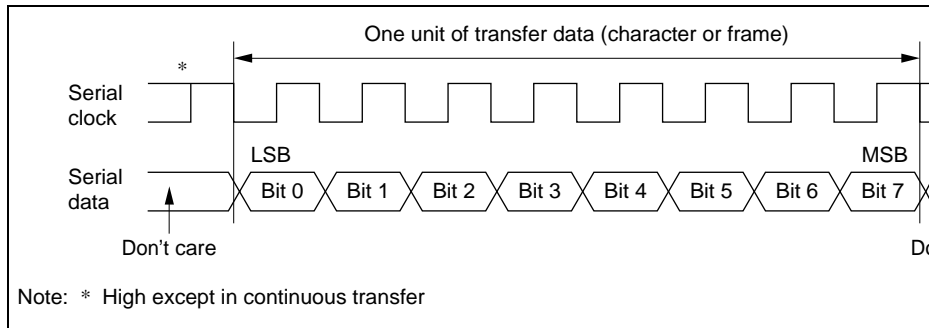 One unit of transfer data (character or frame)
*
Serial
clock
LSB
MSB
Serial
data
Bit 0
Bit 1
Bit 2
Bit 3
Bit 4
Bit 5
Bit 6
Bit 7
Don't care
Note: * High except in continuous transfer